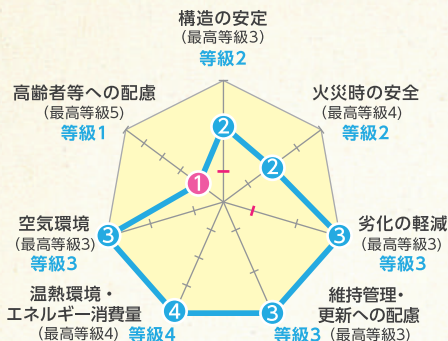 構造の安定
(最高等級3)
等級2
高齢者等への配慮
(最高等級5)
等級1
火災時の安全
(最高等級4)
等級2
2
2
1
空気環境
(最高等級3)
等級3
3
3
劣化の軽減
(最高等級3)
等級3
温熱環境・
エネルギー消費量
(最高等級4) 等級4
4
3
維持管理・
更新への配慮
等級3 (最高等級3)